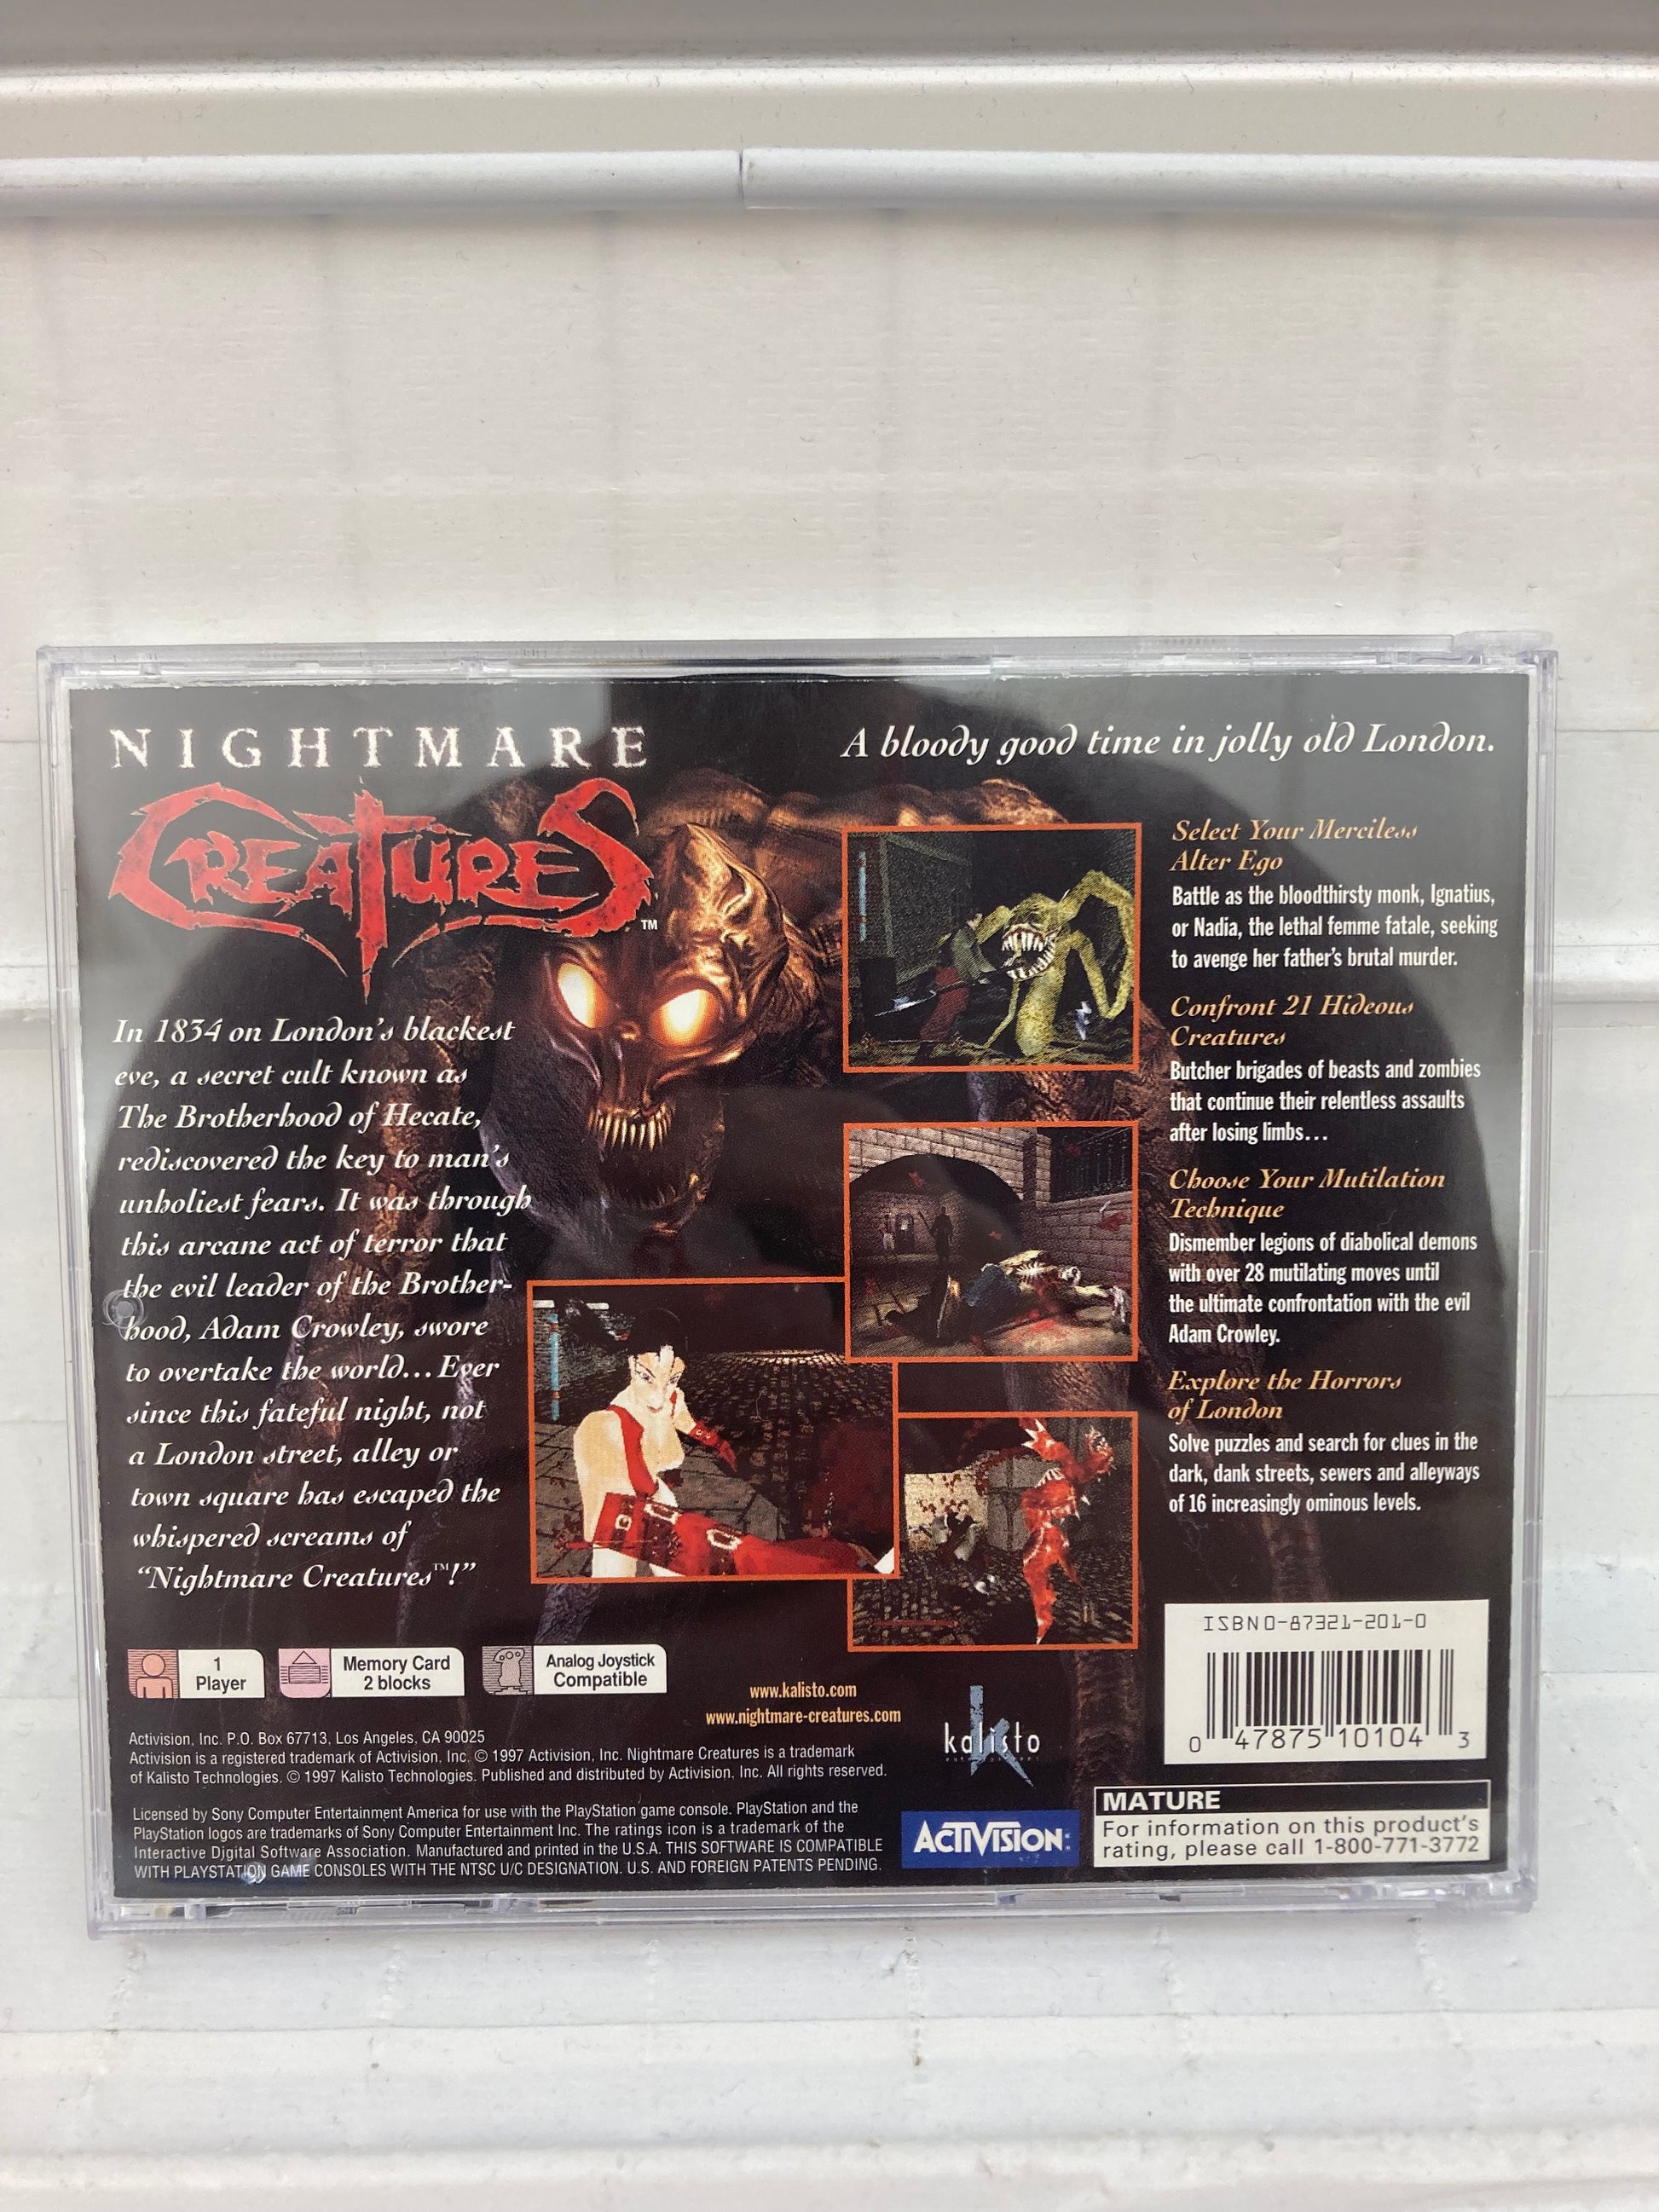 NIGHTMARE
CREATURES™
A bloody good time in jolly old London.
In 1834 on London's blackest
eve, a secret cult known as
The Brotherhood of Hecate,
rediscovered the key to man's
unholiest fears. It was through
this arcane act of terror that
the evil leader of the Brother-
hood, Adam Crowley, swore
to overtake the world...Ever
since this fateful night, not
a London street, alley or
town square has escaped the
whispered screams of
"Nightmare Creatures™!"
Select Your Merciless
Alter Ego
Battle as the bloodthirsty monk, Ignatius,
or Nadia, the lethal femme fatale, seeking
to avenge her father's brutal murder.
Confront 21 Hideous
Creatures
Butcher brigades of beasts and zombies
that continue their relentless assaults
after losing limbs...
Choose Your Mutilation
Technique
Dismember legions of diabolical demons
with over 28 mutilating moves until
the ultimate confrontation with the evil
Adam Crowley.
Explore the Horrors
of London
Solve puzzles and search for clues in the
dark, dank streets, sewers and alleyways
of 16 increasingly ominous levels.
1
Player
Memory Card
2 blocks
Analog Joystick
Compatible
www.kalisto.com
www.nightmare-creatures.com
kalisto
ISBN 0-87321-201-0
0 47875 10104 3
Activision, Inc. P.O. Box 67713, Los Angeles, CA 90025
Activision is a registered trademark of Activision, Inc. © 1997 Activision, Inc. Nightmare Creatures is a trademark
of Kalisto Technologies. © 1997 Kalisto Technologies. Published and distributed by Activision, Inc. All rights reserved.
Licensed by Sony Computer Entertainment America for use with the PlayStation game console. PlayStation and the
PlayStation logos are trademarks of Sony Computer Entertainment Inc. The ratings icon is a trademark of the
Interactive Digital Software Association. Manufactured and printed in the U.S.A. THIS SOFTWARE IS COMPATIBLE
WITH PLAYSTATION GAME CONSOLES WITH THE NTSC U/C DESIGNATION. U.S. AND FOREIGN PATENTS PENDING.
ACTIVISION
MATURE
For information on this product's
rating, please call 1-800-771-3772